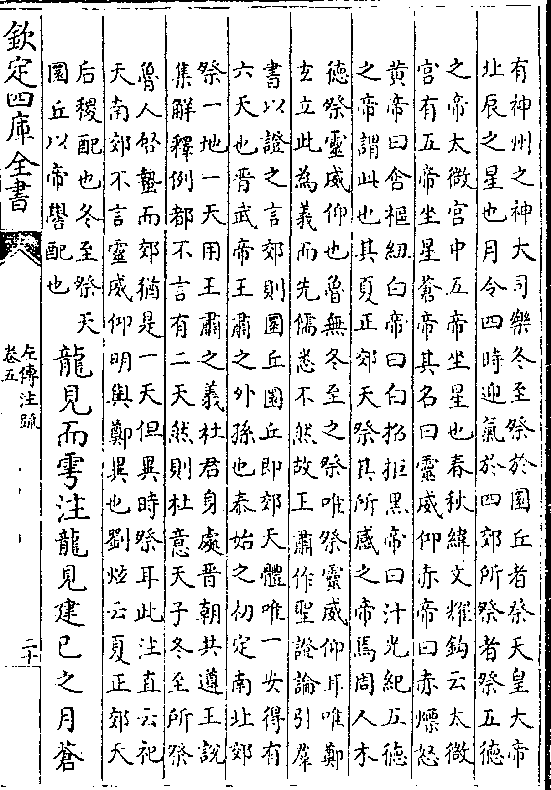 有神州之神大司樂冬至祭於圜丘者祭天皇大帝
北辰之星也月令四時迎氣於四郊所祭者祭五德
之帝太微宫中五帝坐星也春秋緯文耀鈎云太微
宫有五帝坐星蒼帝其名曰靈威仰赤帝曰赤熛怒
黃帝曰含樞紐白帝曰白招拒黑帝曰汁光紀五德
之帝謂此也其夏正郊天祭其所感之帝焉周人木
德祭靈威仰也魯無冬至之祭唯祭靈威仰耳唯鄭
玄立此為義而先儒悉不然故王肅作聖證論引羣
書以證之言郊則圜丘圜丘即郊天體唯一安得有
六天也晋武帝王肅之外孫也泰始之初定南北郊
祭一地一天用王肅之義杜君身處晋朝共遵王說
集解釋例都不言有二天然則杜意天子冬至所祭
魯人啓蟄而郊猶是一天但異時祭耳此注直云祀
天南郊不言靈威仰明與鄭異也劉炫云夏正郊天
后稷配也冬至祭天
圜丘以帝嚳配也
龍見而雩注龍見建巳之月蒼
欽定四庫全書
左傳注疏
卷五
二十